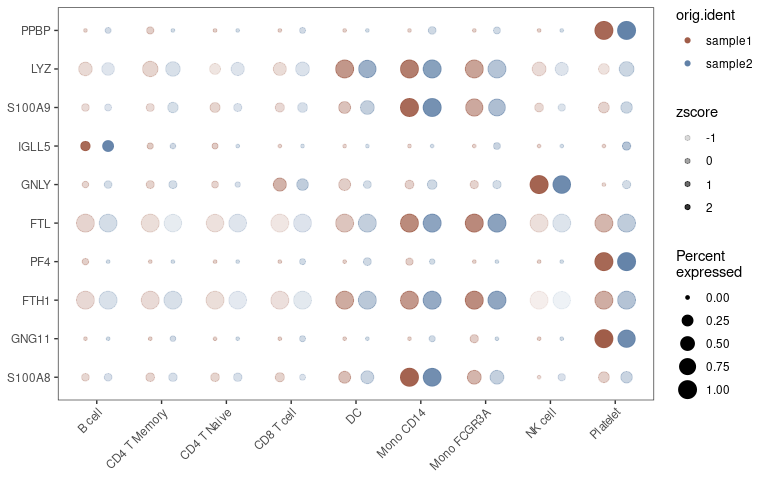 PPBP
LYZ
S100A9
IGLL5
GNLY
FTL
PF4
FTH1
GNG11
S100A8
B cell
CD4 T Memory
CD4 T Naive
CD8 T cell
DC
Mono CD14
Mono FCGR3A
NK cell
Platelet
orig.ident
sample1
sample2
zscore
-1
0
1
2
Percent
expressed
0.00
0.25
0.50
0.75
1.00